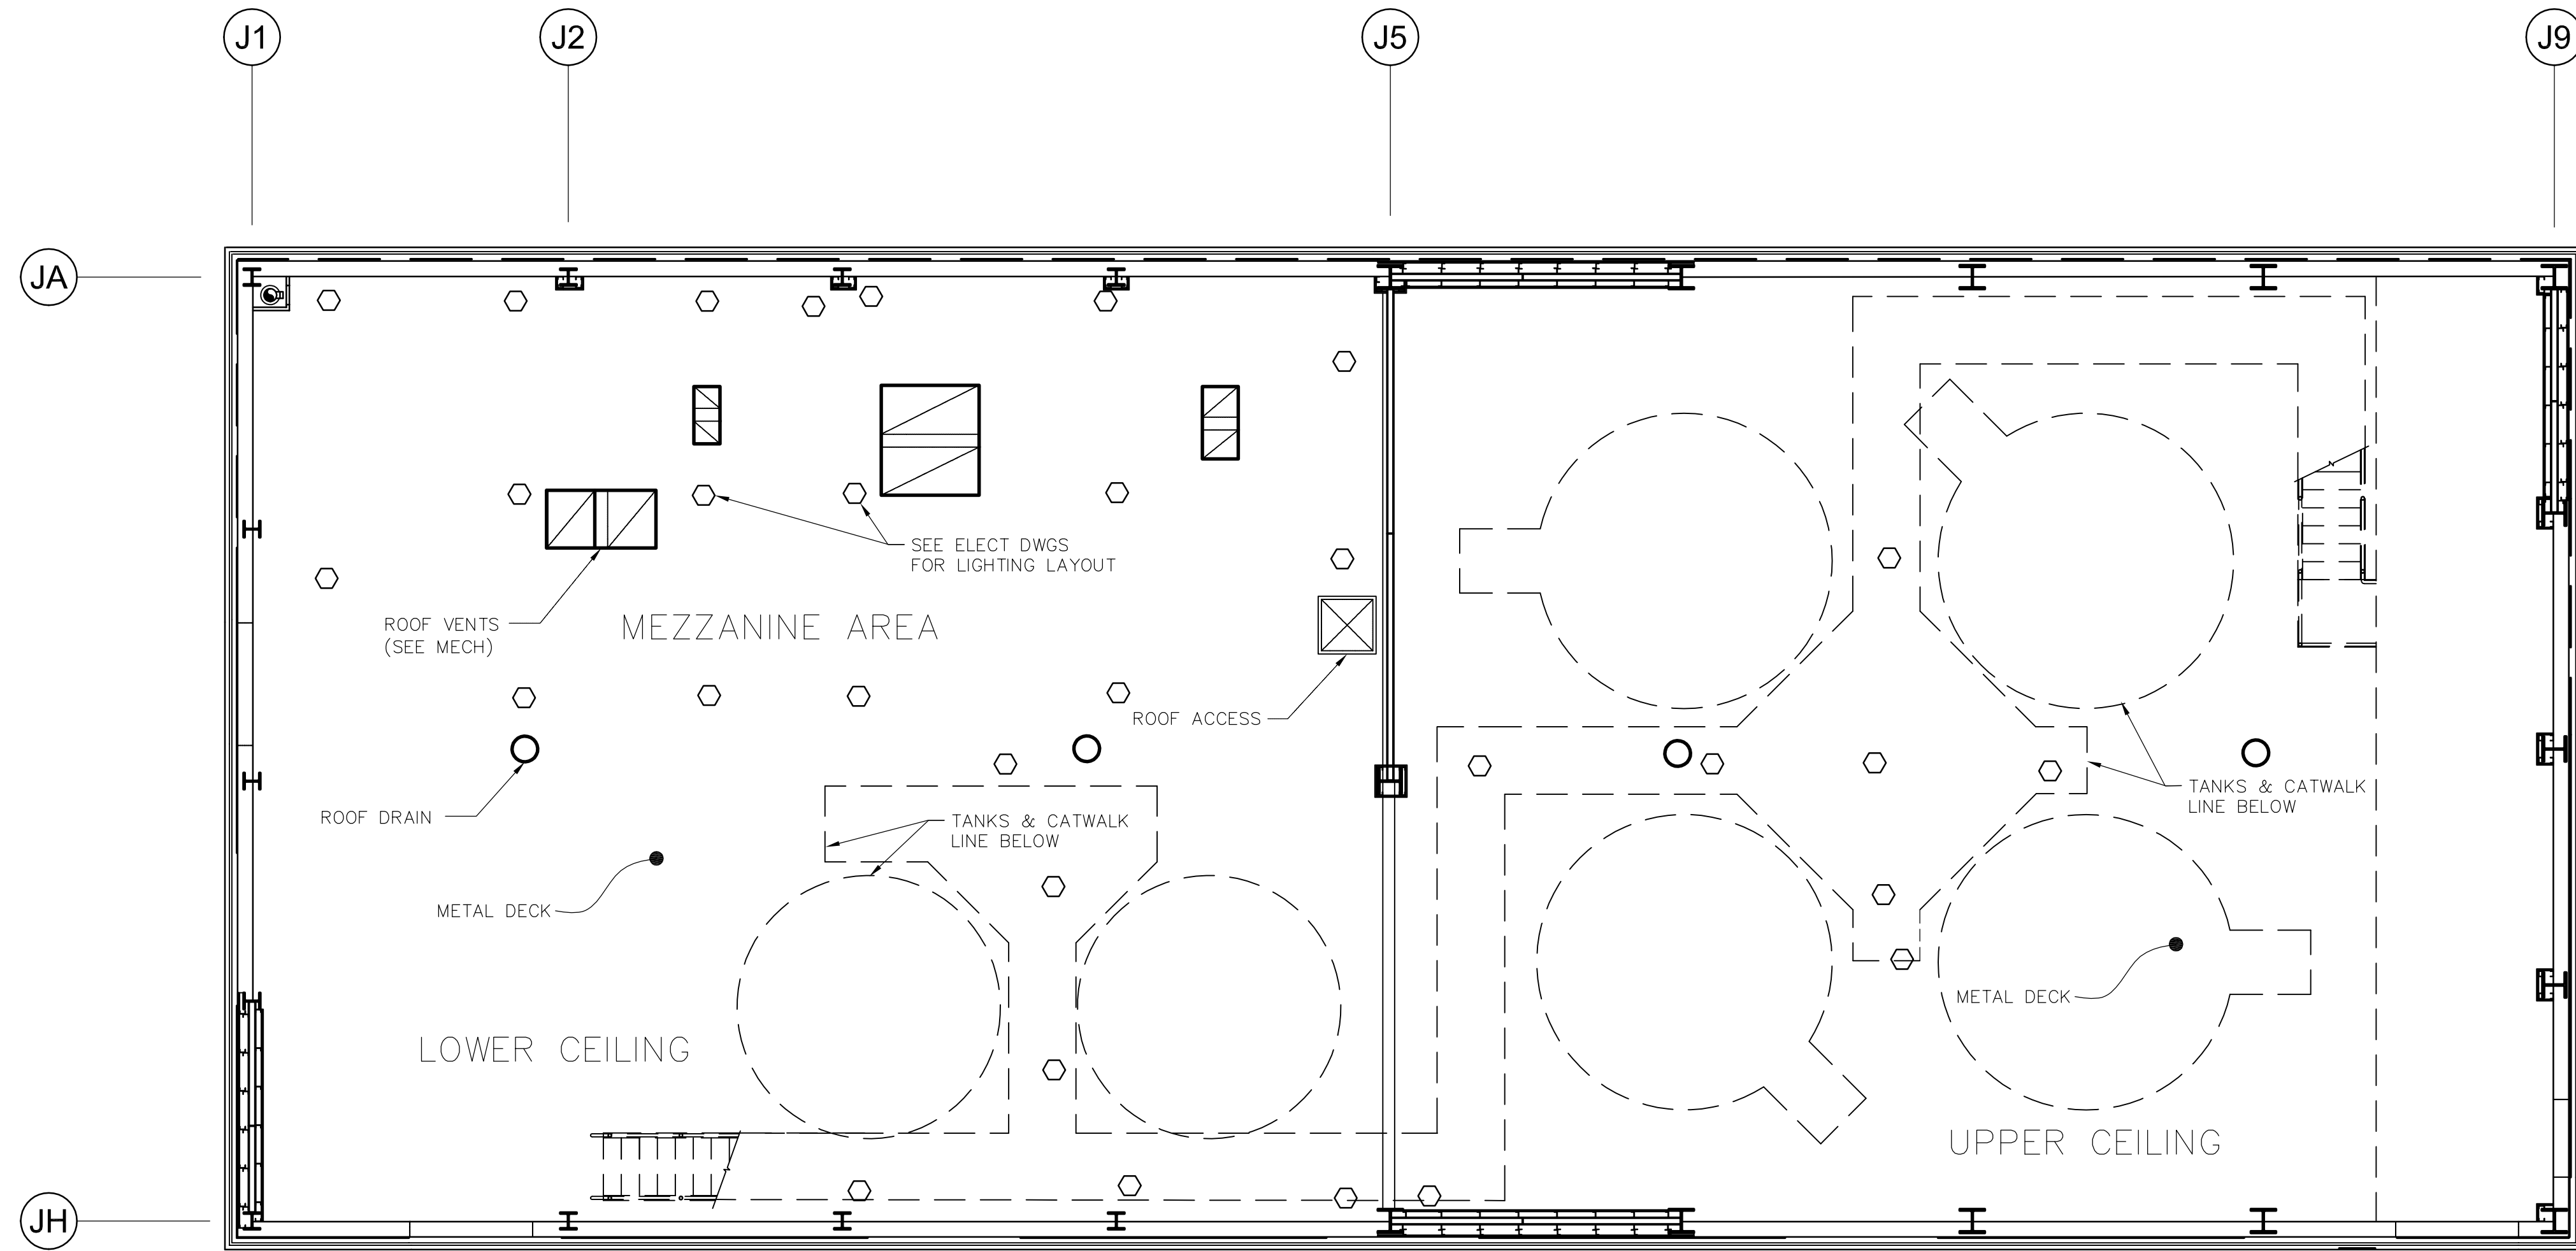 J1
J2
J5
J9
JA
SEE ELECT DWGS
FOR LIGHTING LAYOUT
ROOF VENTS
(SEE MECH)
MEZZANINE AREA
ROOF ACCESS
ROOF DRAIN
TANKS & CATWALK
LINE BELOW
TANKS & CATWALK
LINE BELOW
METAL DECK
METAL DECK
LOWER CEILING
UPPER CEILING
JH